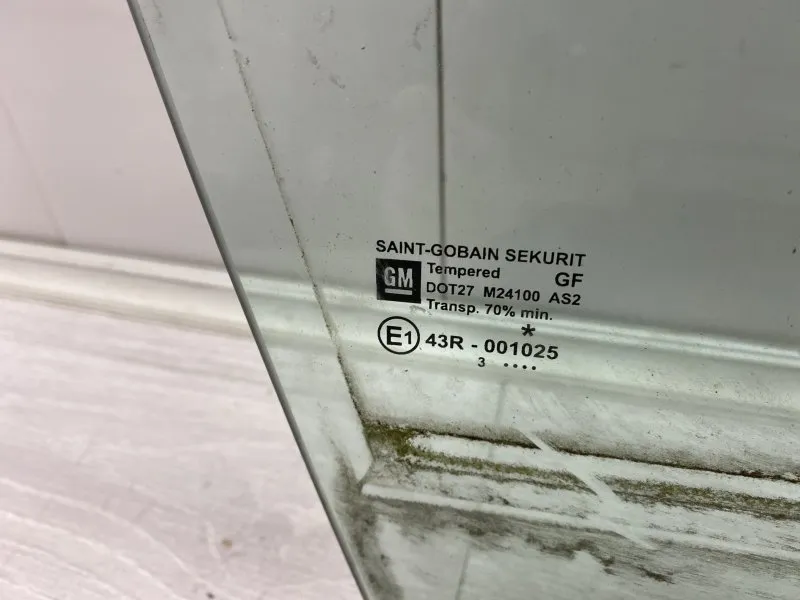 SAINT-GOBAIN SEKURIT
GM Tempered GF
DOT27 M24100 AS2
Transp. 70% min.
*
E1 43R - 001025
3 ....